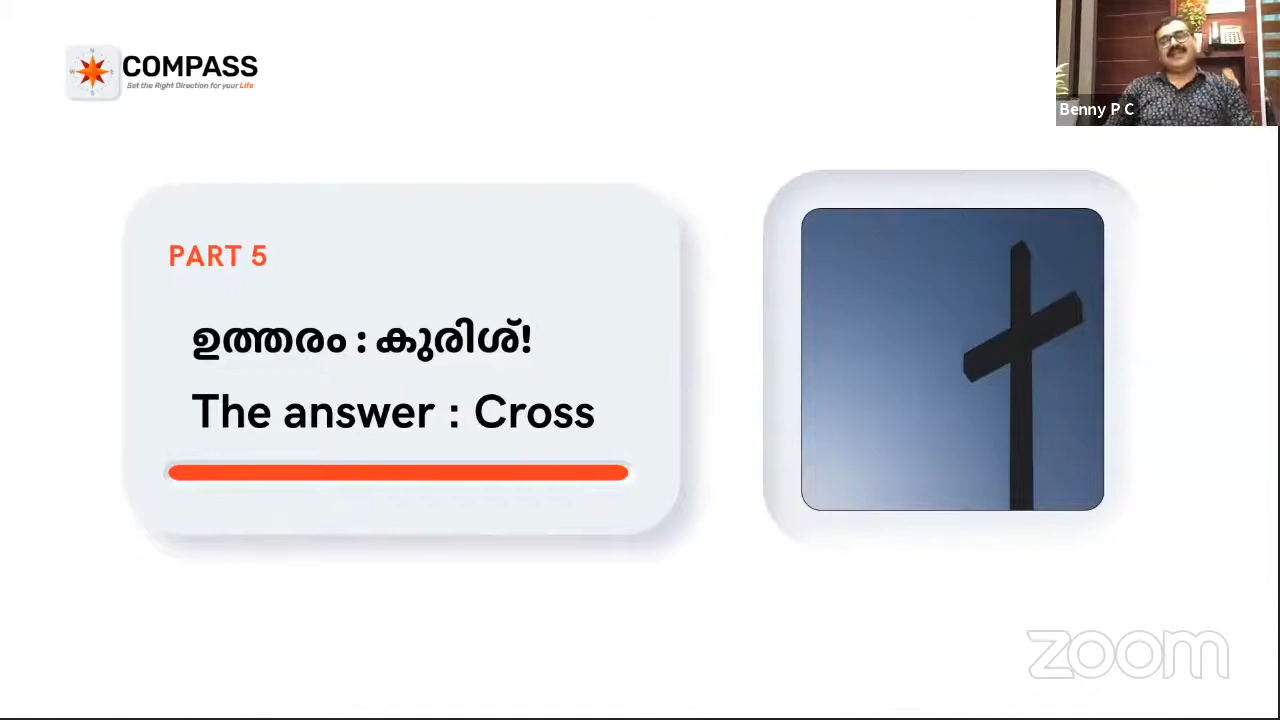 COMPASS
Set the Right Direction for your Life
Benny P C
PART 5
ഉത്തരം : കുരിശ്!
The answer : Cross
zoom